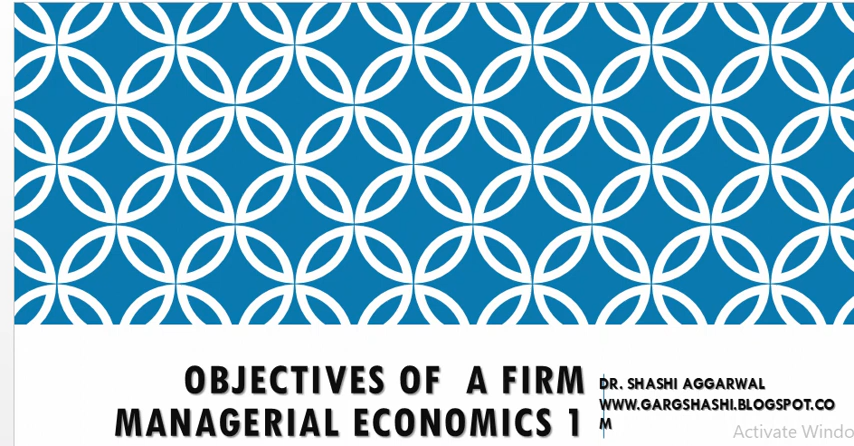 OBJECTIVES OF A FIRM
MANAGERIAL ECONOMICS 1
DR. SHASHI AGGARWAL
WWW.GARGSHASHI.BLOGSPOT.CO
M
Activate Windo